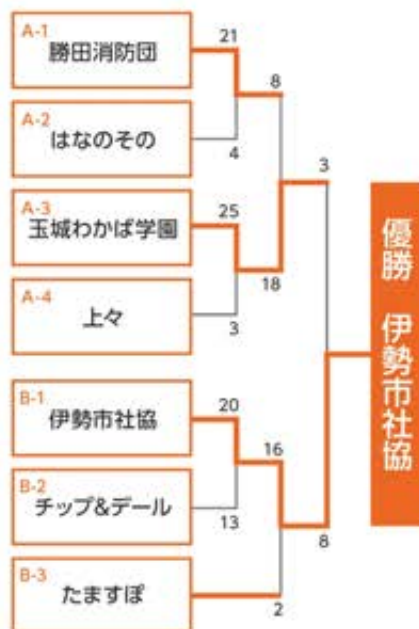 A-1
勝田消防団
21
8
A-2
はなのその
4
3
A-3
玉城わかば学園
25
18
A-4
上々
3
B-1
伊勢市社協
20
16
B-2
チップ&デール
13
8
B-3
たますぽ
2
優勝 伊勢市社協